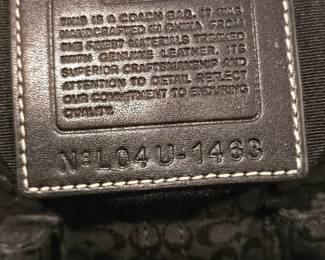 THIS IS A COACH BAG. IT WAS
HANDCRAFTED IN CHINA FROM
THE FINEST MATERIALS TRIMMED
WITH GENUINE LEATHER. ITS
SUPERIOR CRAFTSMANSHIP AND
ATTENTION TO DETAIL REFLECT
OUR COMMITMENT TO ENDURING
QUALITY.
Nº L04U-1463